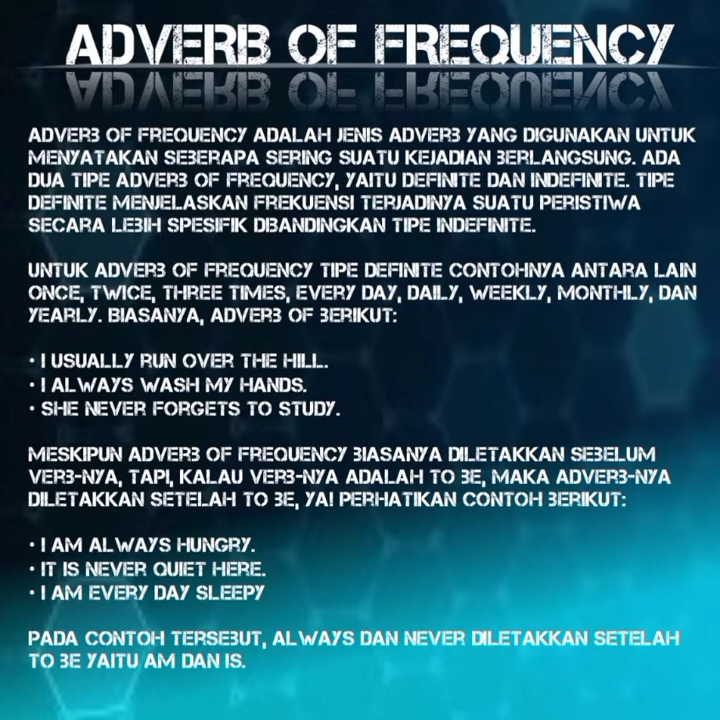 ADVERB OF FREQUENCY
ADVERB OF FREQUENCY ADALAH JENIS ADVERB YANG DIGUNAKAN UNTUK
MENYATAKAN SEBERAPA SERING SUATU KEJADIAN BERLANGSUNG. ADA
DUA TIPE ADVERB OF FREQUENCY, YAITU DEFINITE DAN INDEFINITE. TIPE
DEFINITE MENJELASKAN FREKUENSI TERJADINYA SUATU PERISTIWA
SECARA LEBIH SPESIFIK DIBANDINGKAN TIPE INDEFINITE.
UNTUK ADVERB OF FREQUENCY TIPE DEFINITE CONTOHNYA ANTARA LAIN
ONCE, TWICE, THREE TIMES, EVERY DAY, DAILY, WEEKLY, MONTHLY, DAN
YEARLY. BIASANYA, ADVERB OF BERIKUT:
• I USUALLY RUN OVER THE HILL.
• I ALWAYS WASH MY HANDS.
• SHE NEVER FORGETS TO STUDY.
MESKIPUN ADVERB OF FREQUENCY BIASANYA DILETAKKAN SEBELUM
VERB-NYA, TAPI, KALAU VERB-NYA ADALAH TO BE, MAKA ADVERB-NYA
DILETAKKAN SETELAH TO BE, YA! PERHATIKAN CONTOH BERIKUT:
• I AM ALWAYS HUNGRY.
• IT IS NEVER QUIET HERE.
• I AM EVERY DAY SLEEPY
PADA CONTOH TERSEBUT, ALWAYS DAN NEVER DILETAKKAN SETELAH
TO BE YAITU AM DAN IS.